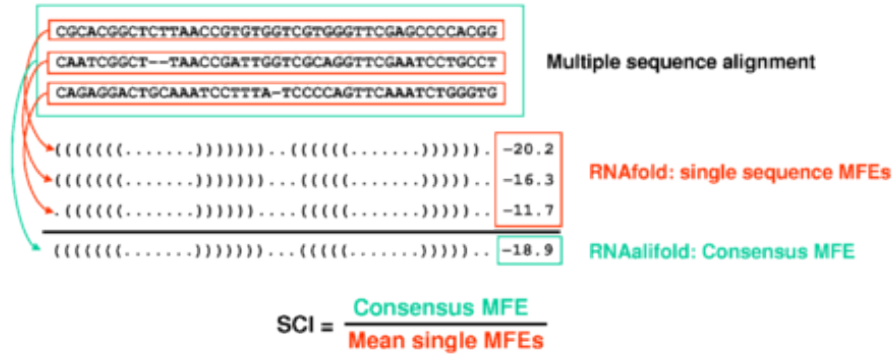 CGCACGGCTCTTAACCGTGTGGTCGTGGGTTCGAGCCCCACGG
CAATCGGCT--TAACCGATTGGTCGCAGGTTCGAATCCTGCCT
Multiple sequence alignment
CAGAGGACTGCAAATCCTTTA-TCCCCAGTTCAAATCTGGGTG
(((((((.......)))))))..((((((.......)))))). -20.2
(((((((.......)))))))...(((((.......))))).. -16.3
RNAfold: single sequence MFEs
.((((((.......))))))....(((((.......))))).. -11.7
(((((((.......)))))))...(((((.......))))).. -18.9
RNAalifold: Consensus MFE
SCI = Consensus MFE
Mean single MFEs